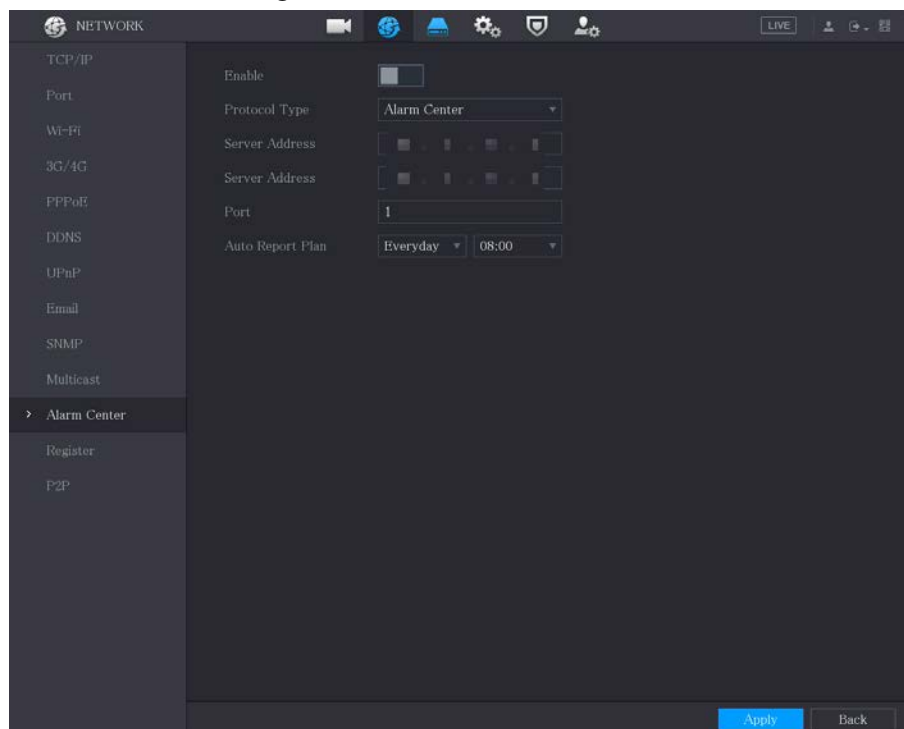 NETWORK
LIVE
TCP/IP
Port
Wi-Fi
3G/4G
PPPoE
DDNS
UPnP
Email
SNMP
Multicast
Alarm Center
Register
P2P
Enable
Protocol Type Alarm Center
Server Address
Server Address
Port 1
Auto Report Plan Everyday 08:00
Apply Back